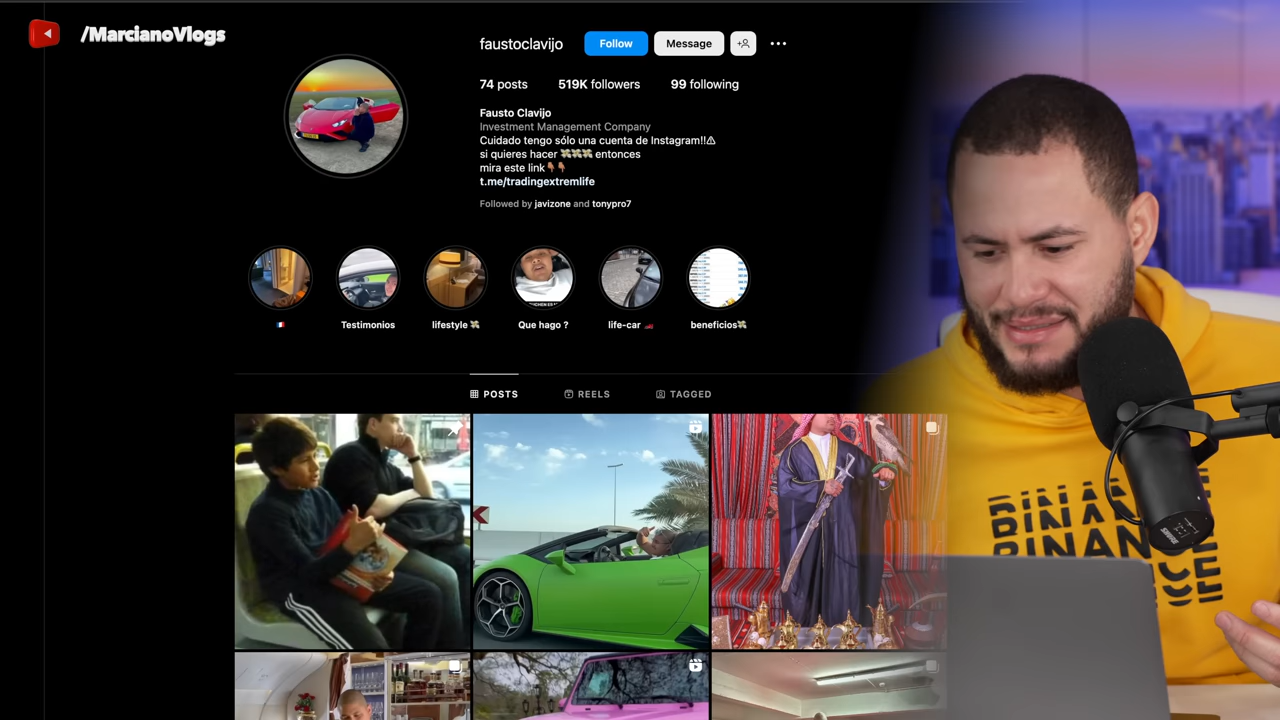 /MarcianoVlogs
faustoclavijo
Follow
Message
74 posts
519K followers
99 following
Fausto Clavijo
Investment Management Company
Cuidado tengo sólo una cuenta de Instagram!!⚠
si quieres hacer 💸💸💸 entonces
mira este link👇🏽👇🏽
t.me/tradingextremlife
Followed by javizone and tonypro7
🇫🇷
Testimonios
lifestyle 💸
Que hago ?
life-car 🏎️
beneficios💸
POSTS
REELS
TAGGED
BINANCE
BINANCE
BINANCE